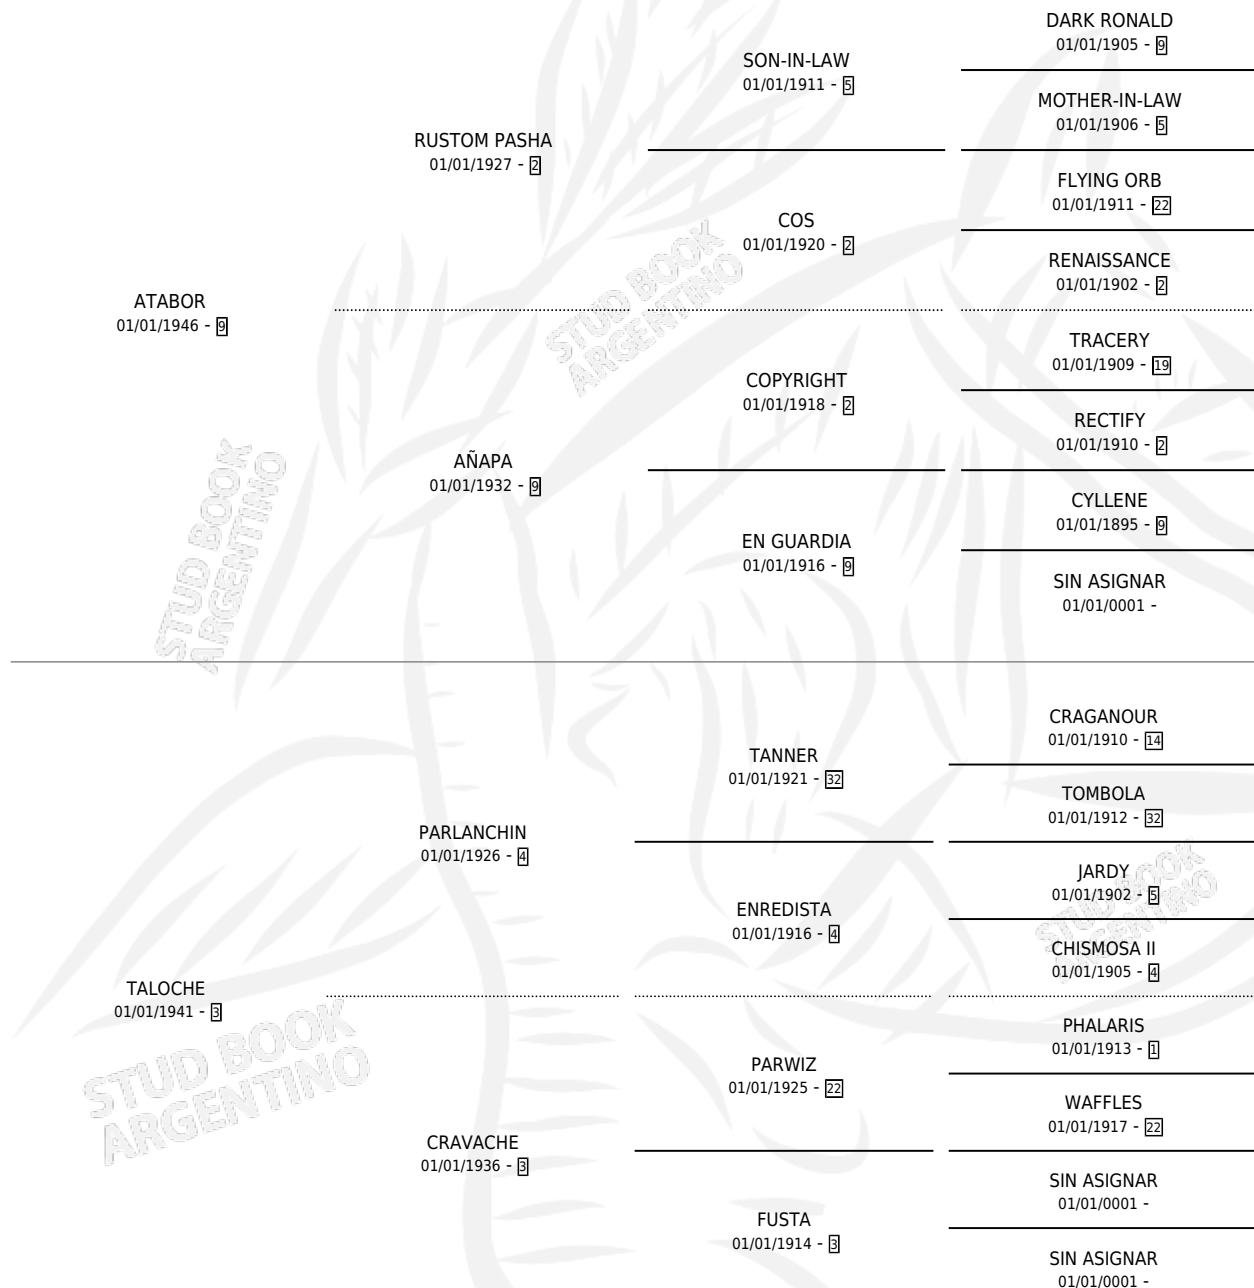 DARK RONALD
01/01/1905 - 9
SON-IN-LAW
01/01/1911 - 5
MOTHER-IN-LAW
01/01/1906 - 5
RUSTOM PASHA
01/01/1927 - 2
FLYING ORB
01/01/1911 - 22
COS
01/01/1920 - 2
RENAISSANCE
01/01/1902 - 2
ATABOR
01/01/1946 - 9
TRACERY
01/01/1909 - 19
COPYRIGHT
01/01/1918 - 2
RECTIFY
01/01/1910 - 2
AÑAPA
01/01/1932 - 9
CYLLENE
01/01/1895 - 9
EN GUARDIA
01/01/1916 - 9
SIN ASIGNAR
01/01/0001 -
STUD BOOK
ARGENTINO
STUD BOOK
ARGENTINO
CRAGANOUR
01/01/1910 - 14
TANNER
01/01/1921 - 32
TOMBOLA
01/01/1912 - 32
PARLANCHIN
01/01/1926 - 4
JARDY
01/01/1902 - 5
ENREDISTA
01/01/1916 - 4
CHISMOSA II
01/01/1905 - 4
TALOCHE
01/01/1941 - 3
PHALARIS
01/01/1913 - 1
PARWIZ
01/01/1925 - 22
WAFFLES
01/01/1917 - 22
CRAVACHE
01/01/1936 - 3
SIN ASIGNAR
01/01/0001 -
FUSTA
01/01/1914 - 3
SIN ASIGNAR
01/01/0001 -
STUD BOOK
ARGENTINO
STUD BOOK
ARGENTINO